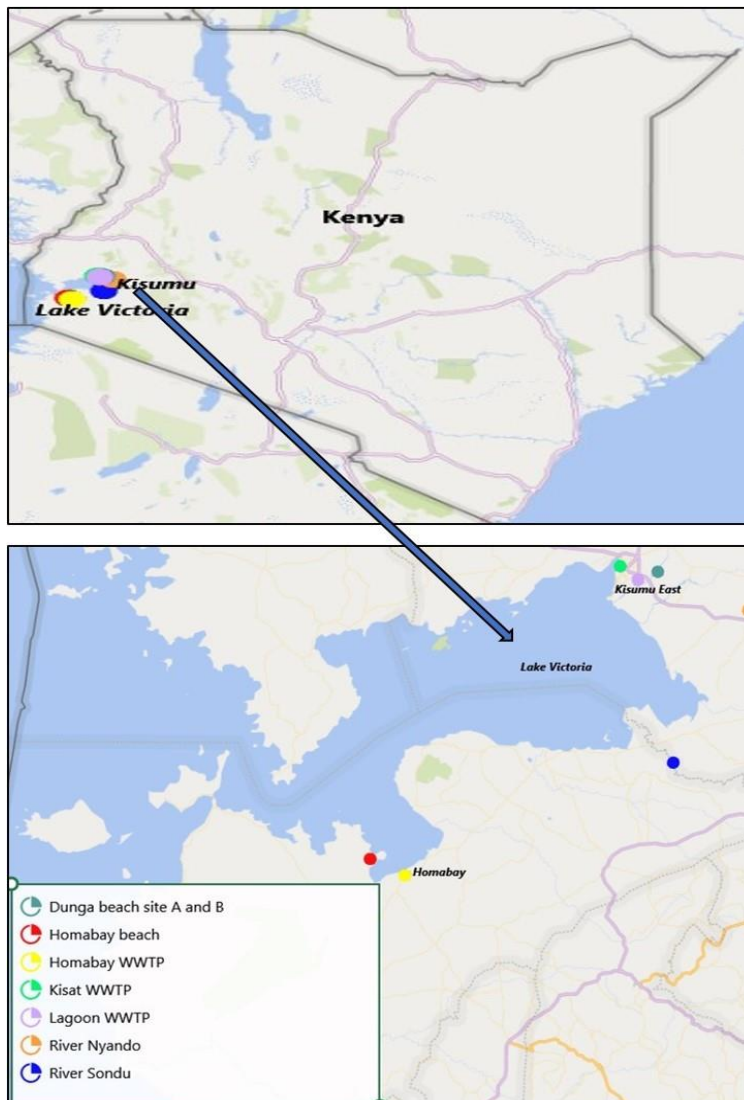 Kenya
Kisumu
Lake Victoria
Kisumu East
Lake Victoria
Homabay
Dunga beach site A and B
Homabay beach
Homabay WWTP
Kisat WWTP
Lagoon WWTP
River Nyando
River Sondu